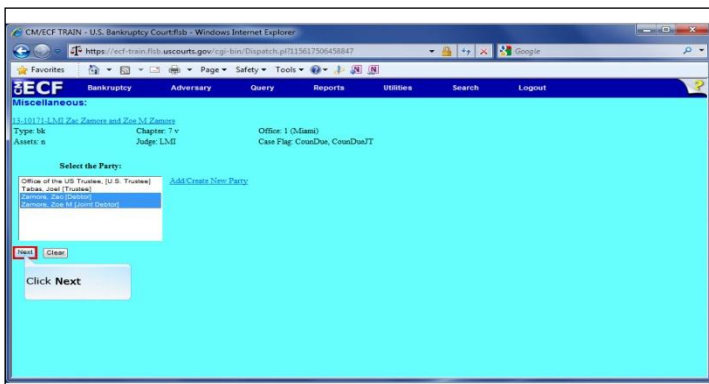 CM/ECF TRAIN - U.S. Bankruptcy Court:flsb - Windows Internet Explorer
https://ecf-train.flsb.uscourts.gov/cgi-bin/Dispatch.pl?115617506458847
Google
Favorites Page Safety Tools
ECF Bankruptcy Adversary Query Reports Utilities Search Logout
Miscellaneous:
13-10171-LMI Zac Zamore and Zoe M Zamore
Type: bk Chapter: 7 v Office: 1 (Miami)
Assets: n Judge: LMI Case Flag: CounDue, CounDueJT
Select the Party:
Office of the US Trustee, [U.S. Trustee] Add/Create New Party
Tabas, Joel [Trustee]
Zamore, Zac [Debtor]
Zamore, Zoe M [Joint Debtor]
Next Clear
Click Next